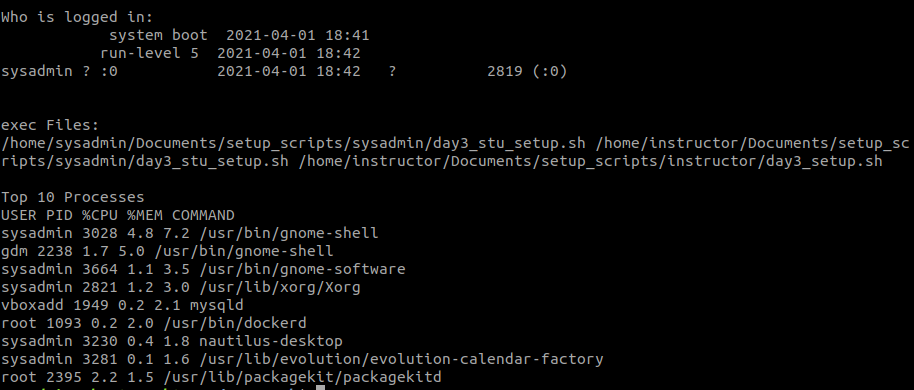 Who is logged in:
system boot  2021-04-01 18:41
run-level 5  2021-04-01 18:42
sysadmin ? :0           2021-04-01 18:42   ?          2819 (:0)
exec Files:
/home/sysadmin/Documents/setup_scripts/sysadmin/day3_stu_setup.sh /home/instructor/Documents/setup_sc
ripts/sysadmin/day3_stu_setup.sh /home/instructor/Documents/setup_scripts/instructor/day3_setup.sh
Top 10 Processes
USER PID %CPU %MEM COMMAND
sysadmin 3028 4.8 7.2 /usr/bin/gnome-shell
gdm 2238 1.7 5.0 /usr/bin/gnome-shell
sysadmin 3664 1.1 3.5 /usr/bin/gnome-software
sysadmin 2821 1.2 3.0 /usr/lib/xorg/Xorg
vboxadd 1949 0.2 2.1 mysqld
root 1093 0.2 2.0 /usr/bin/dockerd
sysadmin 3230 0.4 1.8 nautilus-desktop
sysadmin 3281 0.1 1.6 /usr/lib/evolution/evolution-calendar-factory
root 2395 2.2 1.5 /usr/lib/packagekit/packagekitd